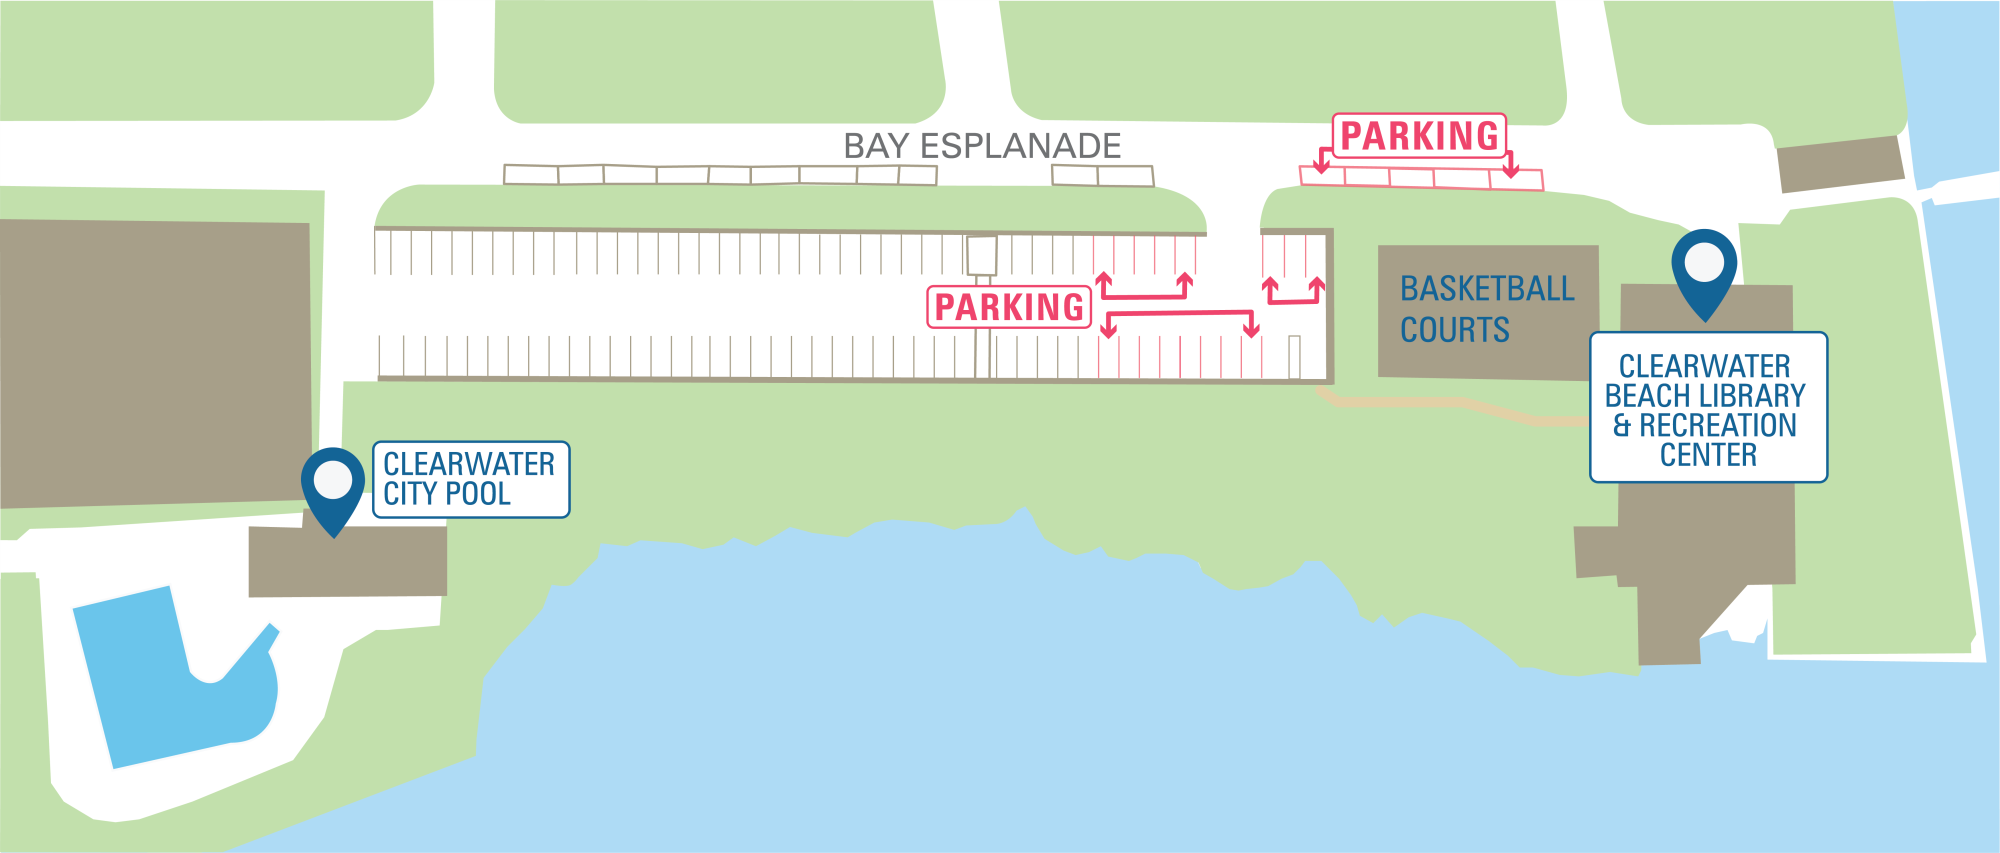 PARKING
BAY ESPLANADE
BASKETBALL
COURTS
PARKING
CLEARWATER
BEACH LIBRARY
& RECREATION
CENTER
CLEARWATER
CITY POOL